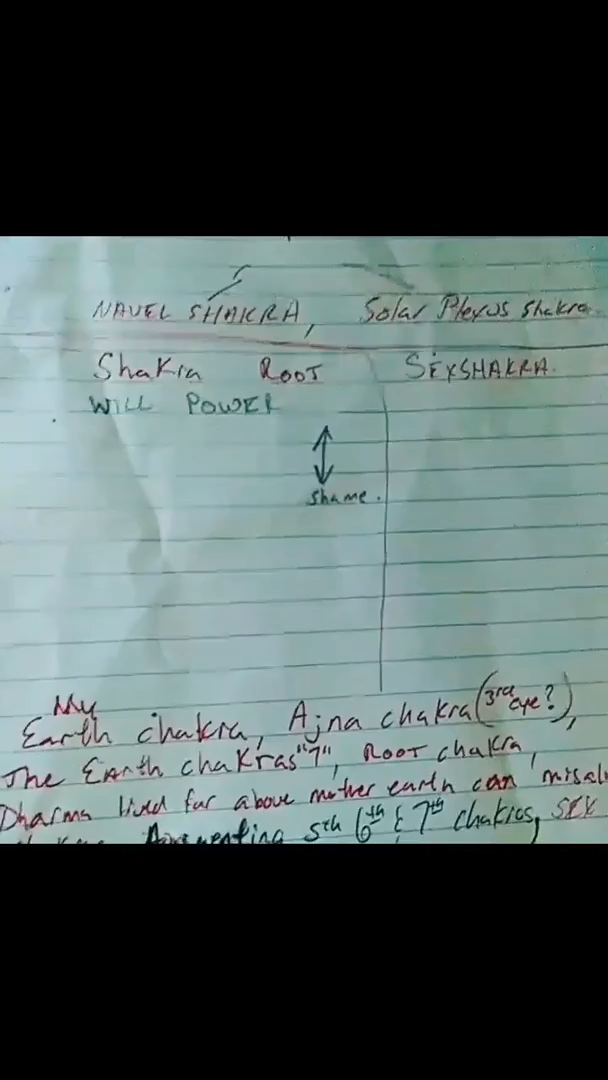 NAVEL SHAKRA, Solar Plexus Shakra
Shakra ROOT SEXSHAKRA.
WILL POWER
shame.
My
Earth chakra, Ajna chakra (3rd eye?),
The Earth chakras "7", ROOT chakra,
Dharma lived far above mother earth can 'misal
5th 6th & 7th chakras, SEX